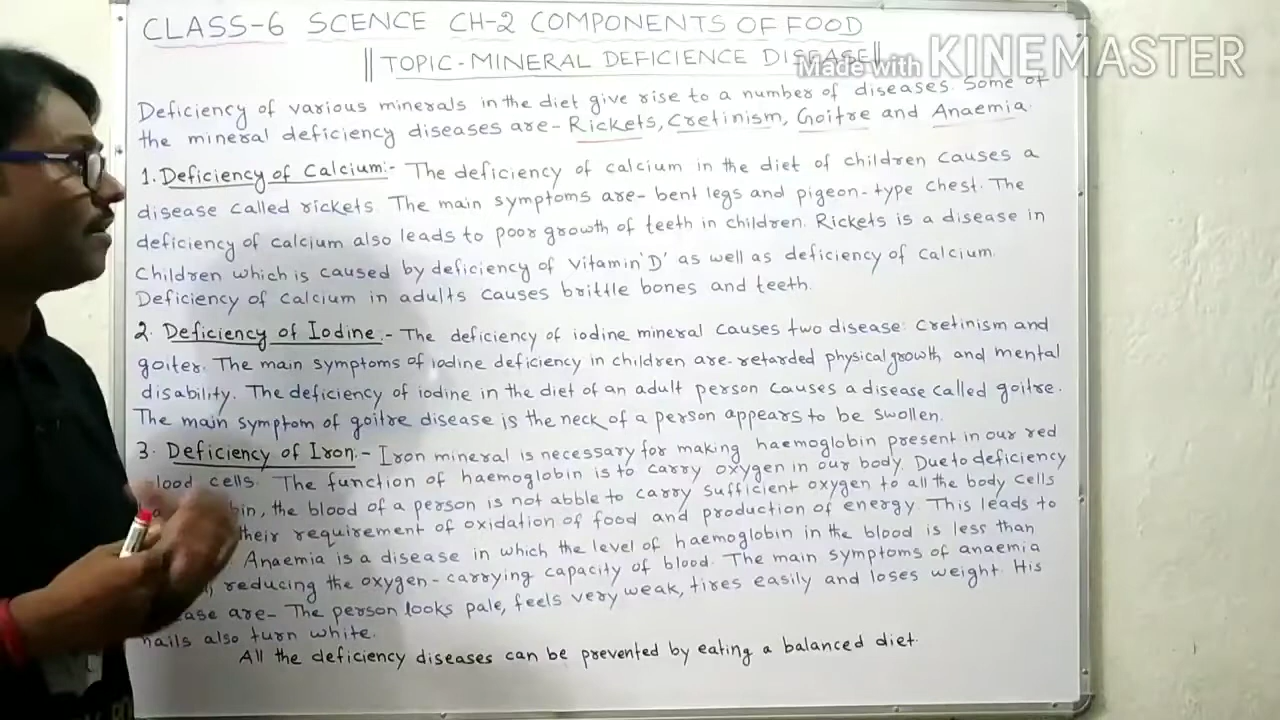 CLASS-6 SCENCE CH-2 COMPONENTS OF FOOD
|| TOPIC - MINERAL DEFICIENCE DISEASE ||
Made with KINEMASTER
Deficiency of various minerals in the diet give rise to a number of diseases. Some of
the mineral deficiency diseases are- Rickets, Cretinism, Goitre and Anaemia
1. Deficiency of Calcium:- The deficiency of calcium in the diet of children causes a
disease called rickets. The main symptoms are- bent legs and pigeon-type chest. The
deficiency of calcium also leads to poor growth of teeth in children. Rickets is a disease in
Children which is caused by deficiency of Vitamin 'D' as well as deficiency of calcium.
Deficiency of calcium in adults causes brittle bones and teeth.
2. Deficiency of Iodine:- The deficiency of iodine mineral causes two disease: Cretinism and
goiter. The main symptoms of iodine deficiency in children are- retarded physical growth and mental
disability. The deficiency of iodine in the diet of an adult person causes a disease called goitre.
The main symptom of goitre disease is the neck of a person appears to be swollen.
3. Deficiency of Iron:- Iron mineral is necessary for making haemoglobin present in our red
blood cells. The function of haemoglobin is to carry oxygen in our body. Due to deficiency
bin, the blood of a person is not abble to carry sufficient oxygen to all the body cells
their requirement of oxidation of food and production of energy. This leads to
Anaemia is a disease in which the level of haemoglobin in the blood is less than
, reducing the oxygen-carrying capacity of blood. The main symptoms of anaemia
ease are- The person looks pale, feels very weak, tires easily and loses weight. His
nails also turn white.
All the deficiency diseases can be prevented by eating a balanced diet.